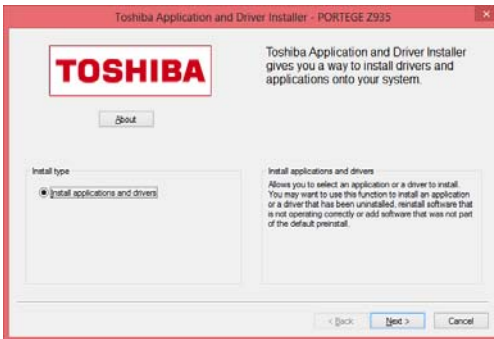 Toshiba Application and Driver Installer - PORTEGE Z935
TOSHIBA
Toshiba Application and Driver Installer
gives you a way to install drivers and
applications onto your system.
About
Install type
Install applications and drivers
Install applications and drivers
Allows you to select an application or a driver to install.
You may want to use this function to install an application
or a driver that has been uninstalled, reinstall software that
is not operating correctly or add software that was not part
of the default preinstall.
< Back
Next >
Cancel